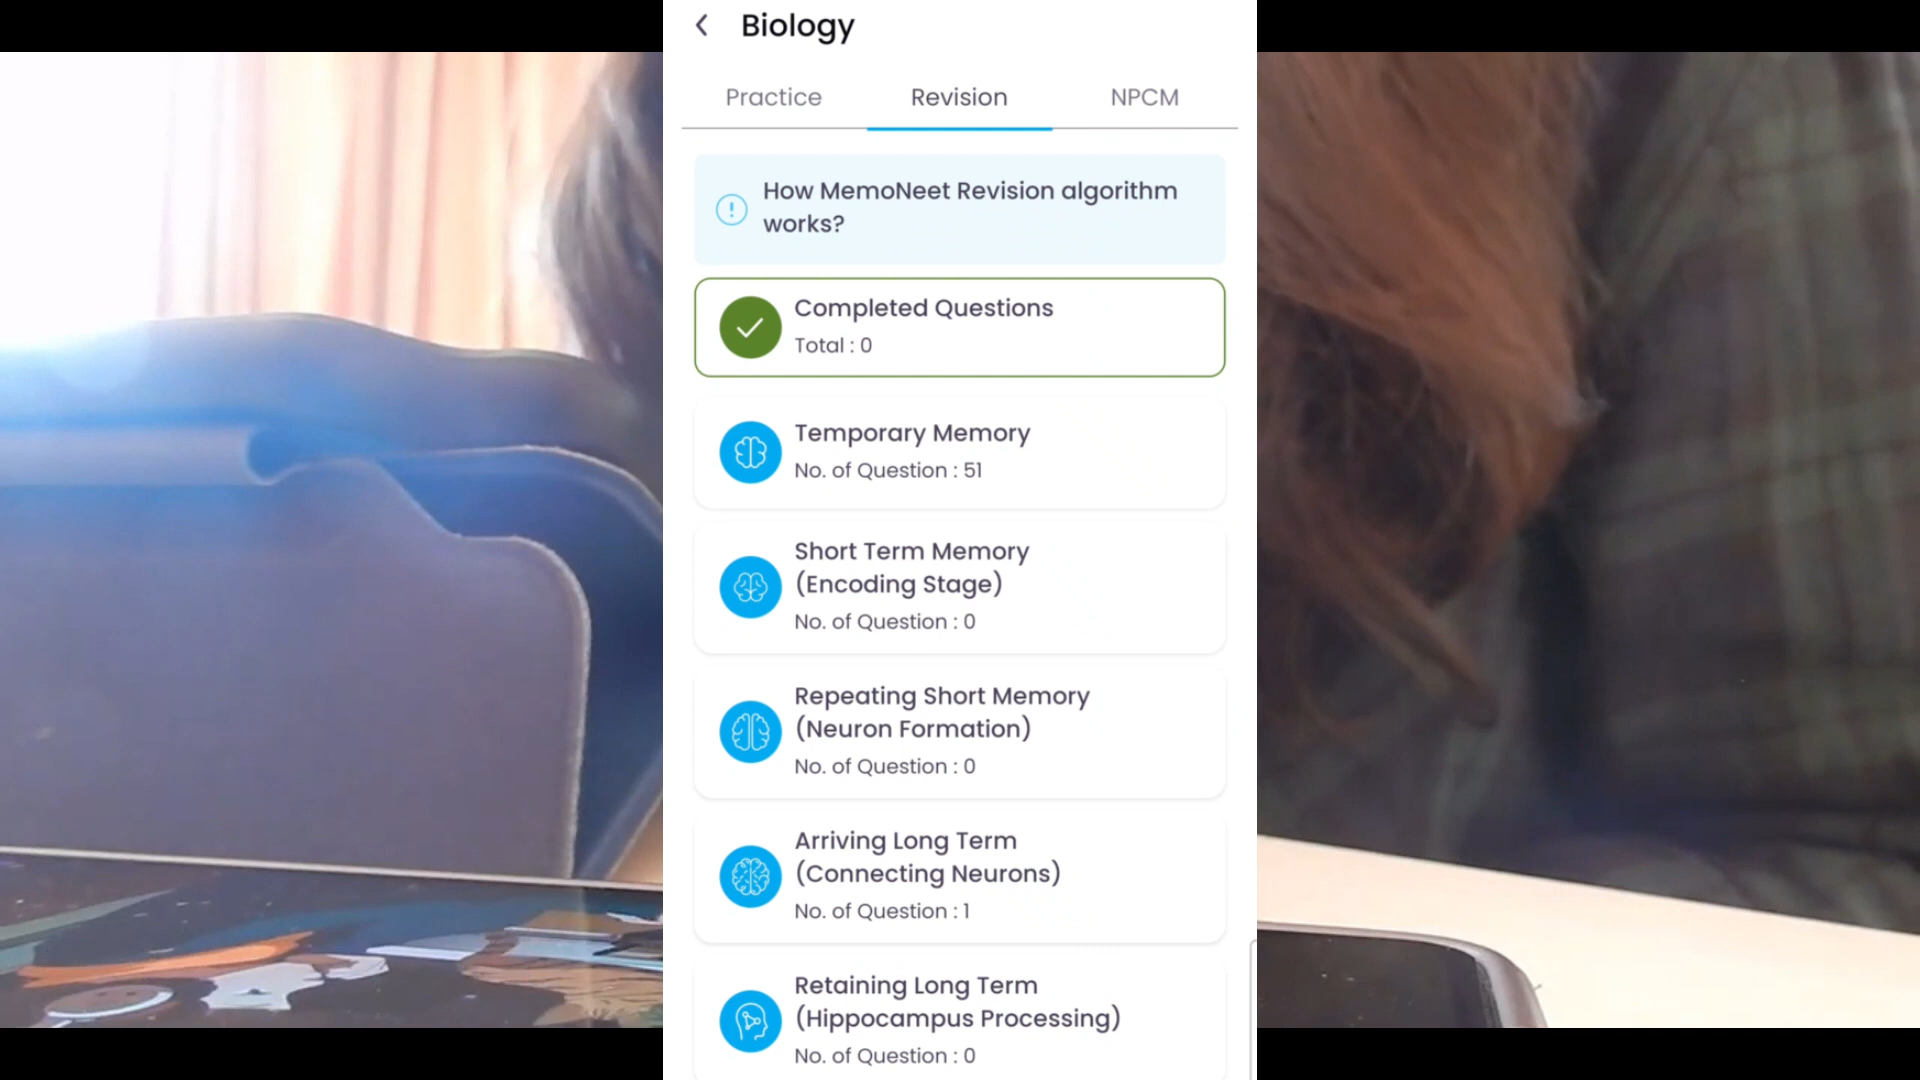 Biology
Practice
Revision
NPCM
How MemoNeet Revision algorithm
works?
Completed Questions
Total : 0
Temporary Memory
No. of Question : 51
Short Term Memory
(Encoding Stage)
No. of Question : 0
Repeating Short Memory
(Neuron Formation)
No. of Question : 0
Arriving Long Term
(Connecting Neurons)
No. of Question : 1
Retaining Long Term
(Hippocampus Processing)
No. of Question : 0